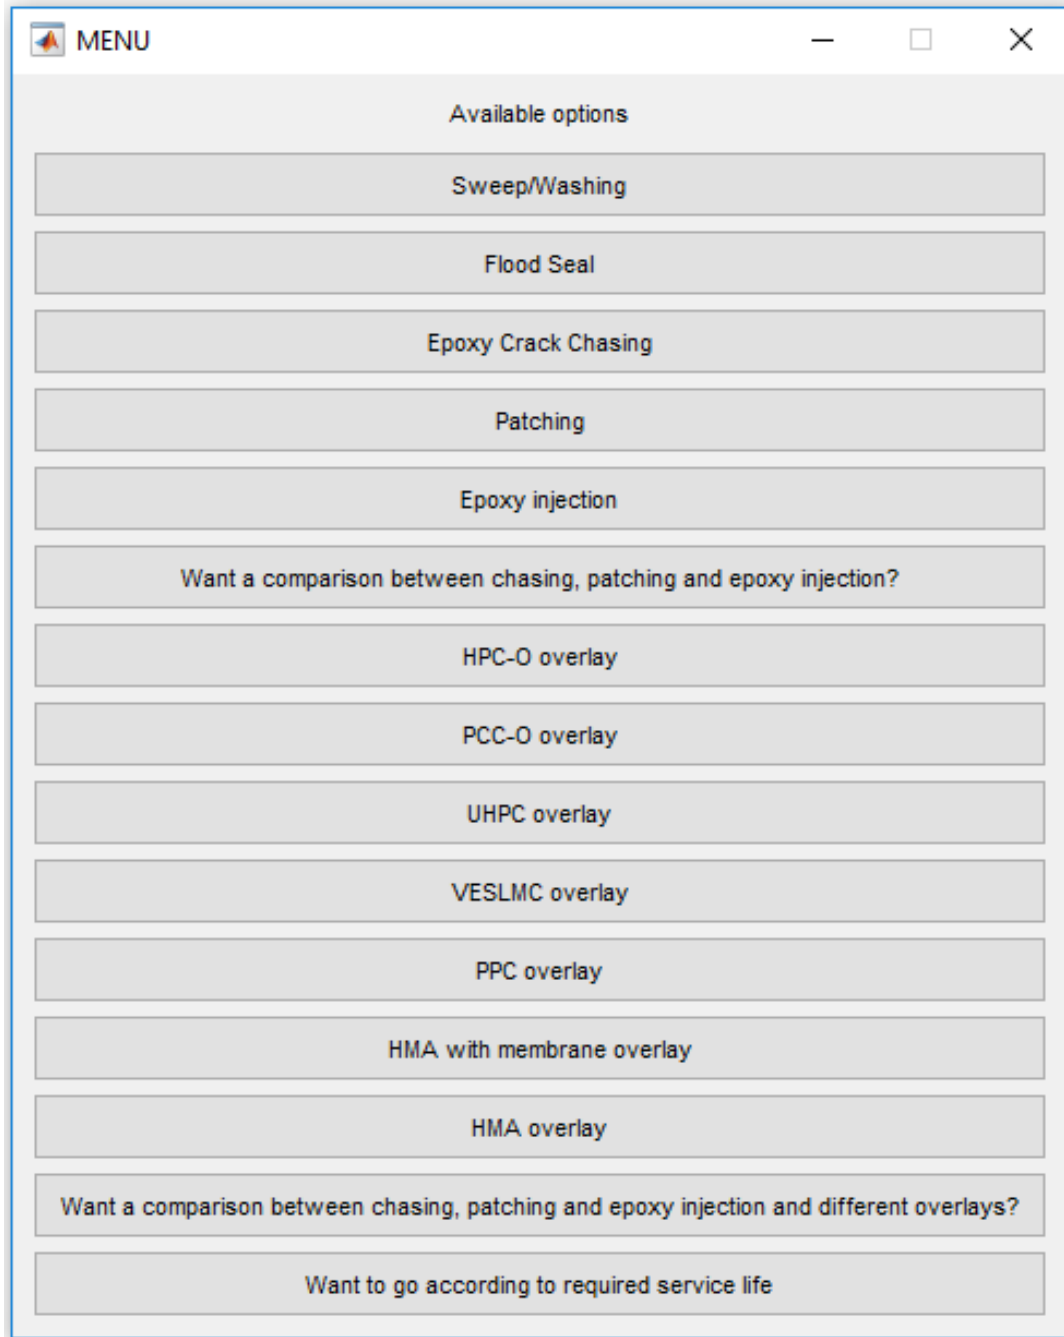 MENU
Available options
Sweep/Washing
Flood Seal
Epoxy Crack Chasing
Patching
Epoxy injection
Want a comparison between chasing, patching and epoxy injection?
HPC-O overlay
PCC-O overlay
UHPC overlay
VESLMC overlay
PPC overlay
HMA with membrane overlay
HMA overlay
Want a comparison between chasing, patching and epoxy injection and different overlays?
Want to go according to required service life